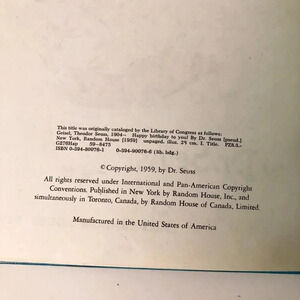 This title was originally cataloged by the Library of Congress as follows:
Geisel, Theodor Seuss, 1904– Happy birthday to you! By Dr. Seuss [pseud.]
New York, Random House [1959] unpaged. illus. 28 cm. I. Title. PZ8.3.-
G276Hap 59-8475
ISBN 0-394-80076-1 0-394-90076-6 (lib. bdg.)
© Copyright, 1959, by Dr. Seuss
All rights reserved under International and Pan-American Copyright
Conventions. Published in New York by Random House, Inc., and
simultaneously in Toronto, Canada, by Random House of Canada, Limited.
Manufactured in the United States of America